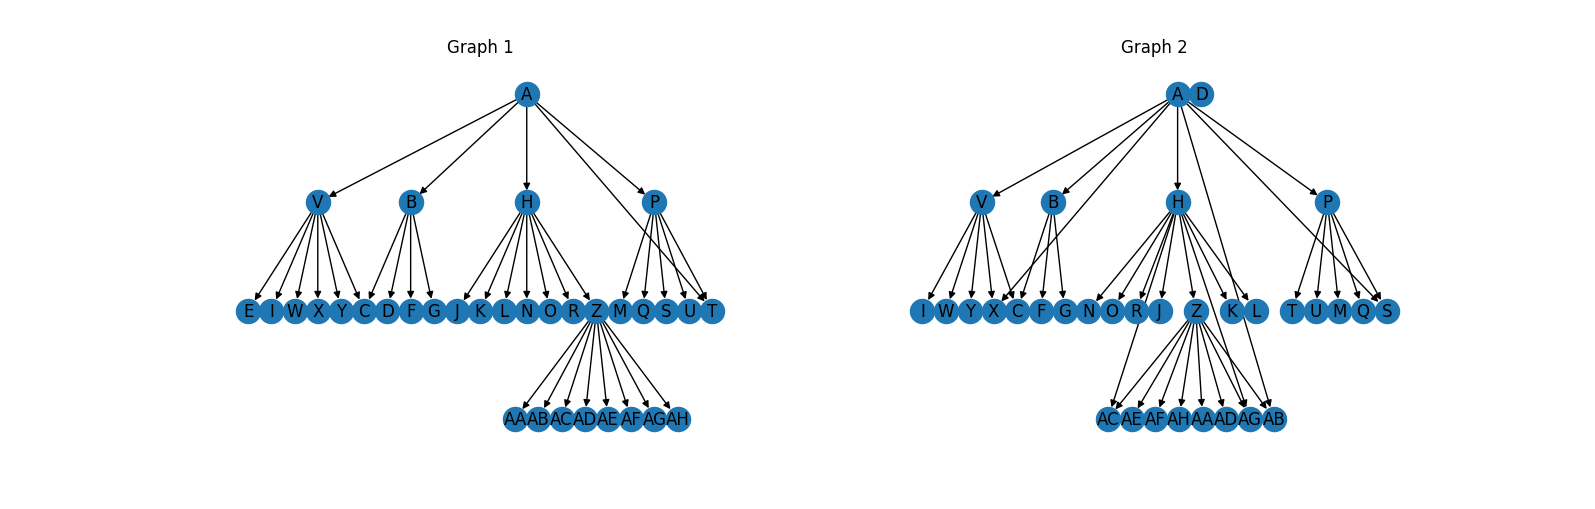 Graph 1
Graph 2
A
A D
V B H P
V B H P
E I W X Y C D F G J K L N O R Z M Q S U T
I W Y X C F G N O R J Z K L T U M Q S
AA AB AC AD AE AF AG AH
AC AE AF AH AA AD AG AB